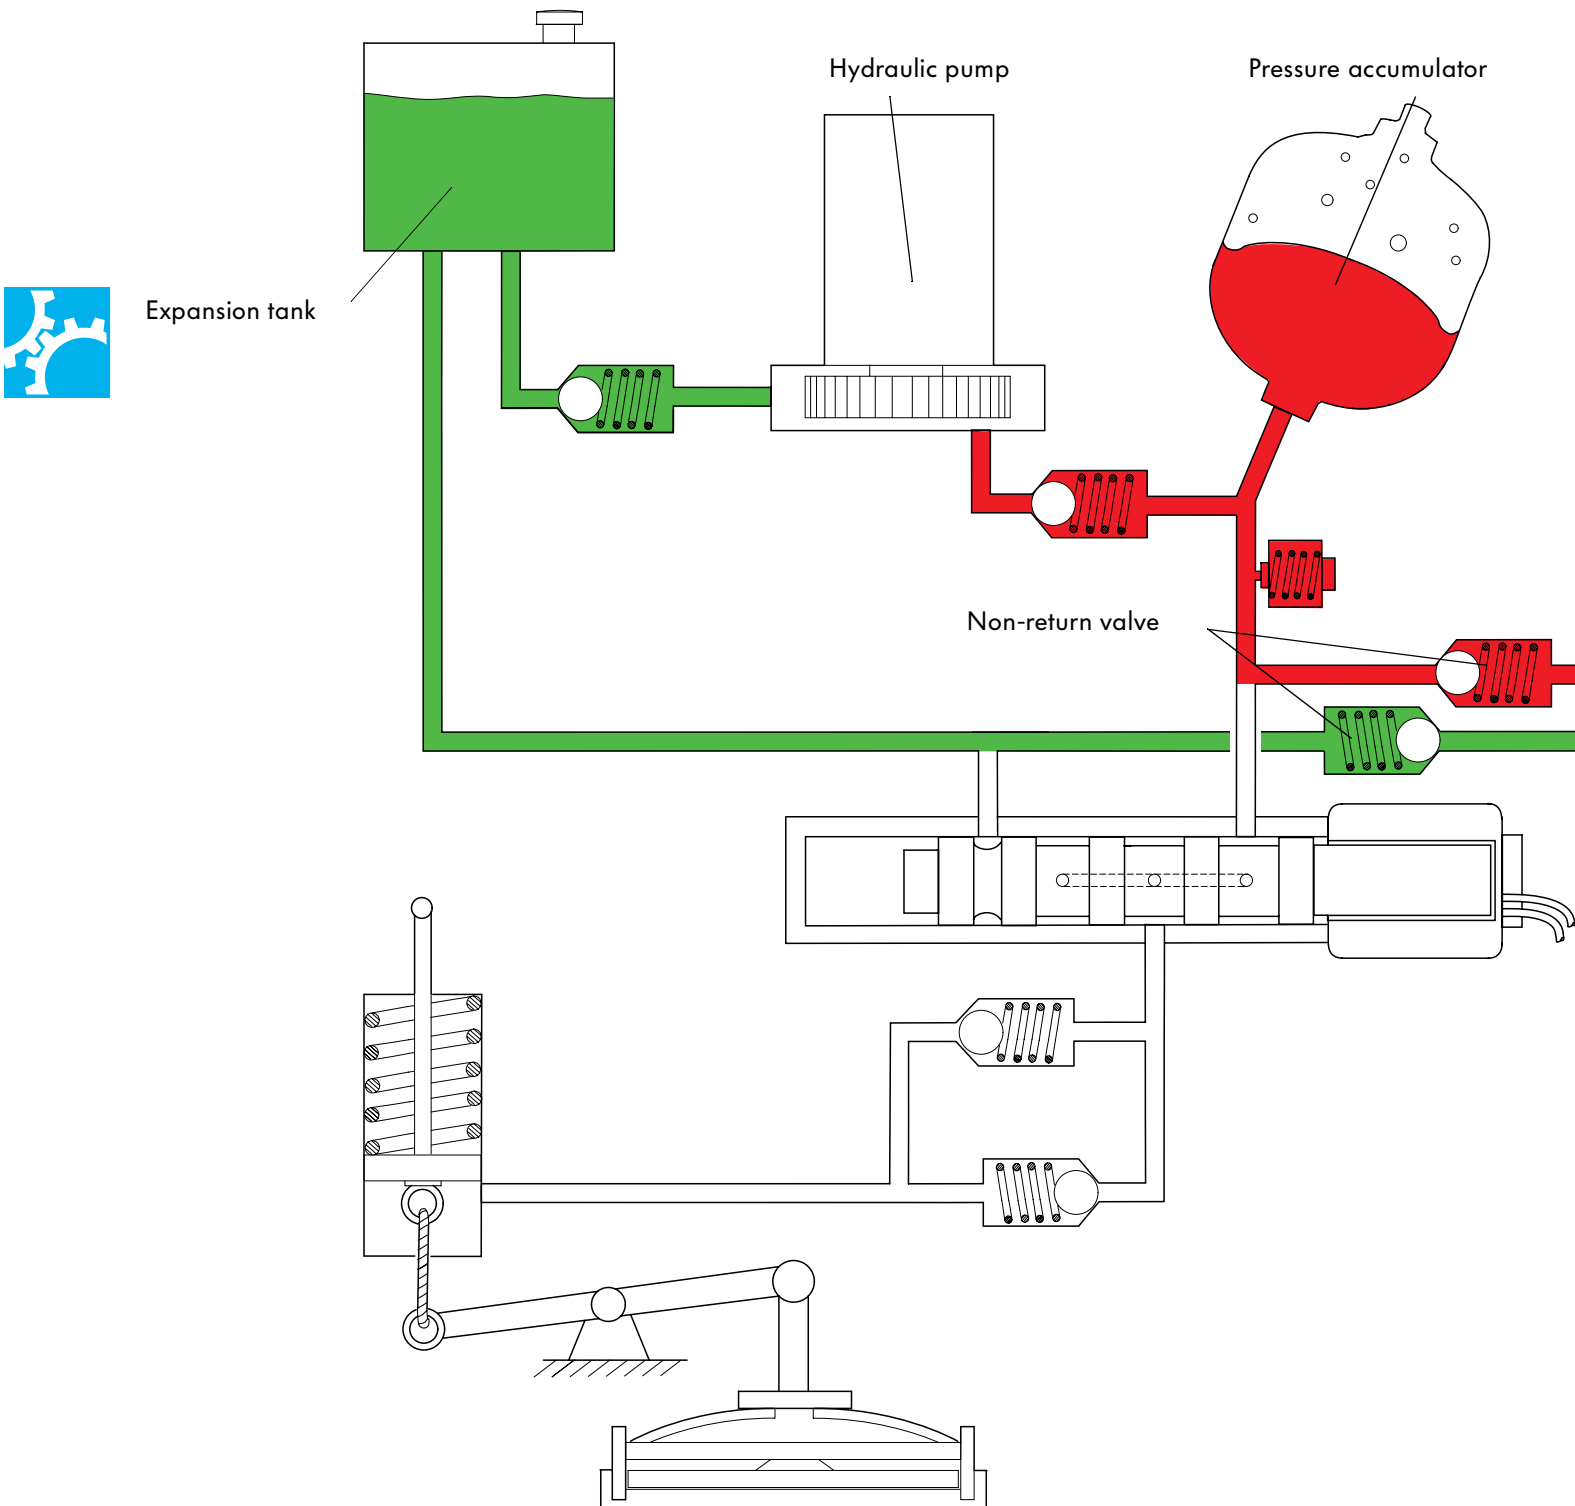 Hydraulic pump
Pressure accumulator
Expansion tank
Non-return valve